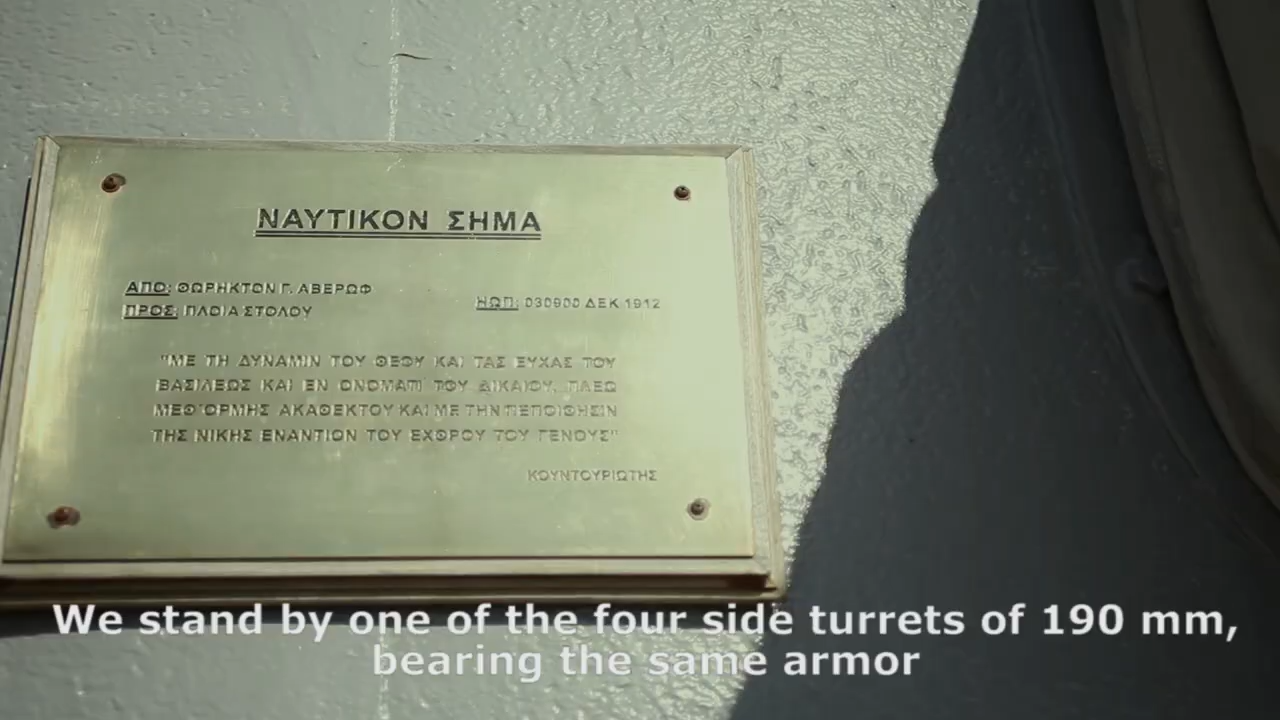 ΝΑΥΤΙΚΟΝ ΣΗΜΑ
ΑΠΟ: ΘΩΡΗΚΤΟΝ Γ. ΑΒΕΡΩΦ
ΠΡΟΣ: ΠΛΟΙΑ ΣΤΟΛΟΥ
ΗΩΠ: 030900 ΔΕΚ 1912
"ΜΕ ΤΗ ΔΥΝΑΜΙΝ ΤΟΥ ΘΕΟΥ ΚΑΙ ΤΑΣ ΕΥΧΑΣ ΤΟΥ
ΒΑΣΙΛΕΩΣ ΚΑΙ ΕΝ ΟΝΟΜΑΤΙ ΤΟΥ ΔΙΚΑΙΟΥ, ΠΛΕΩ
ΜΕΘ'ΟΡΜΗΣ ΑΚΑΘΕΚΤΟΥ ΚΑΙ ΜΕ ΤΗΝ ΠΕΠΟΙΘΗΣΙΝ
ΤΗΣ ΝΙΚΗΣ ΕΝΑΝΤΙΟΝ ΤΟΥ ΕΧΘΡΟΥ ΤΟΥ ΓΕΝΟΥΣ"
ΚΟΥΝΤΟΥΡΙΩΤΗΣ
We stand by one of the four side turrets of 190 mm,
bearing the same armor